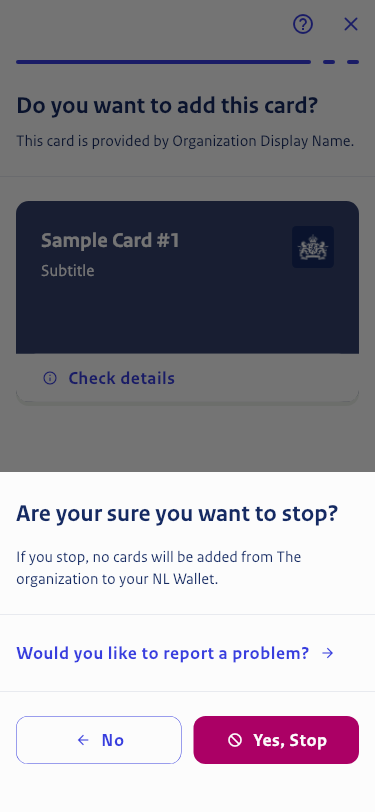 Do you want to add this card?
This card is provided by Organization Display Name.
Sample Card #1
Subtitle
Check details
Are your sure you want to stop?
If you stop, no cards will be added from The
organization to your NL Wallet.
Would you like to report a problem?
No
Yes, Stop